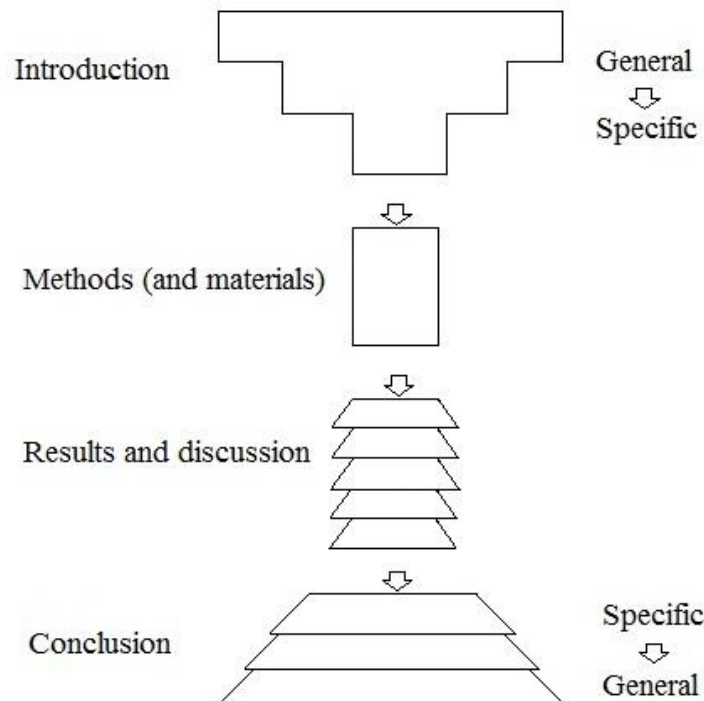 Introduction
General
Specific
Methods (and materials)
Results and discussion
Conclusion
Specific
General